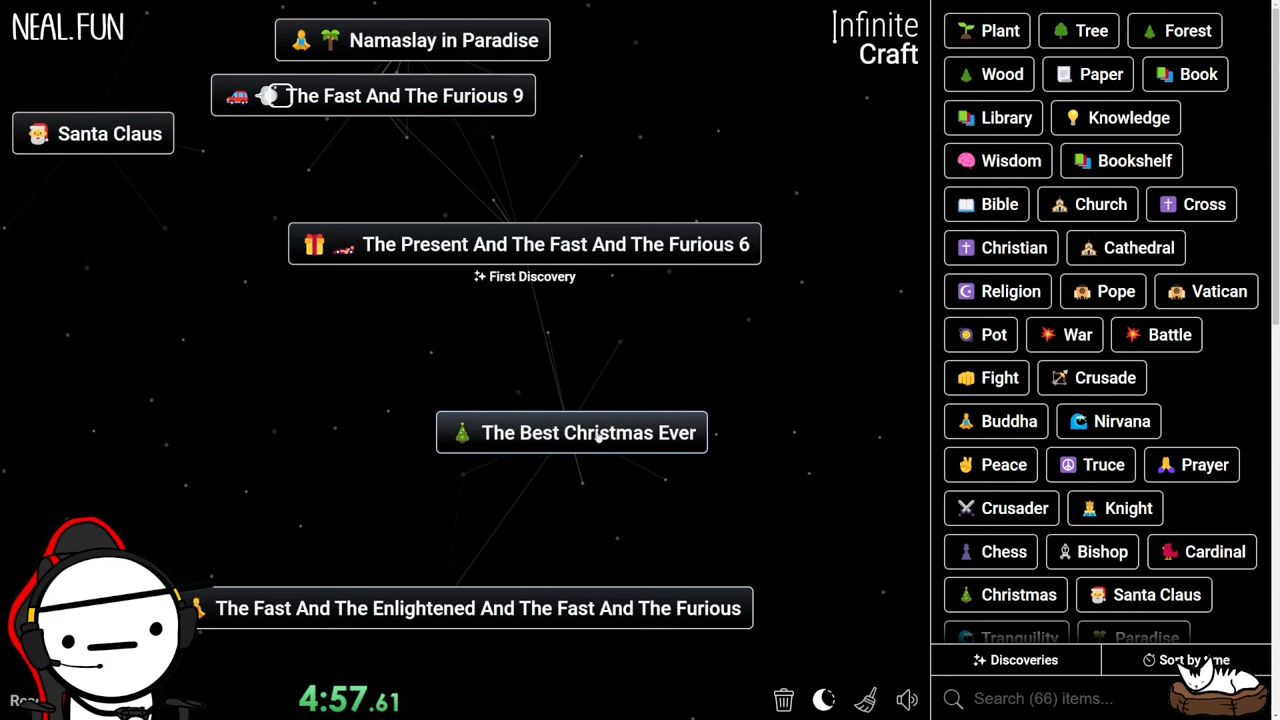 NEAL.FUN
Namaslay in Paradise
Infinite
Craft
The Fast And The Furious 9
Santa Claus
The Present And The Fast And The Furious 6
First Discovery
The Best Christmas Ever
The Fast And The Enlightened And The Fast And The Furious
4:57.61
Plant Tree Forest
Wood Paper Book
Library Knowledge
Wisdom Bookshelf
Bible Church Cross
Christian Cathedral
Religion Pope Vatican
Pot War Battle
Fight Crusade
Buddha Nirvana
Peace Truce Prayer
Crusader Knight
Chess Bishop Cardinal
Christmas Santa Claus
Tranquility Paradise
Discoveries Sort by time
Search (66) items...